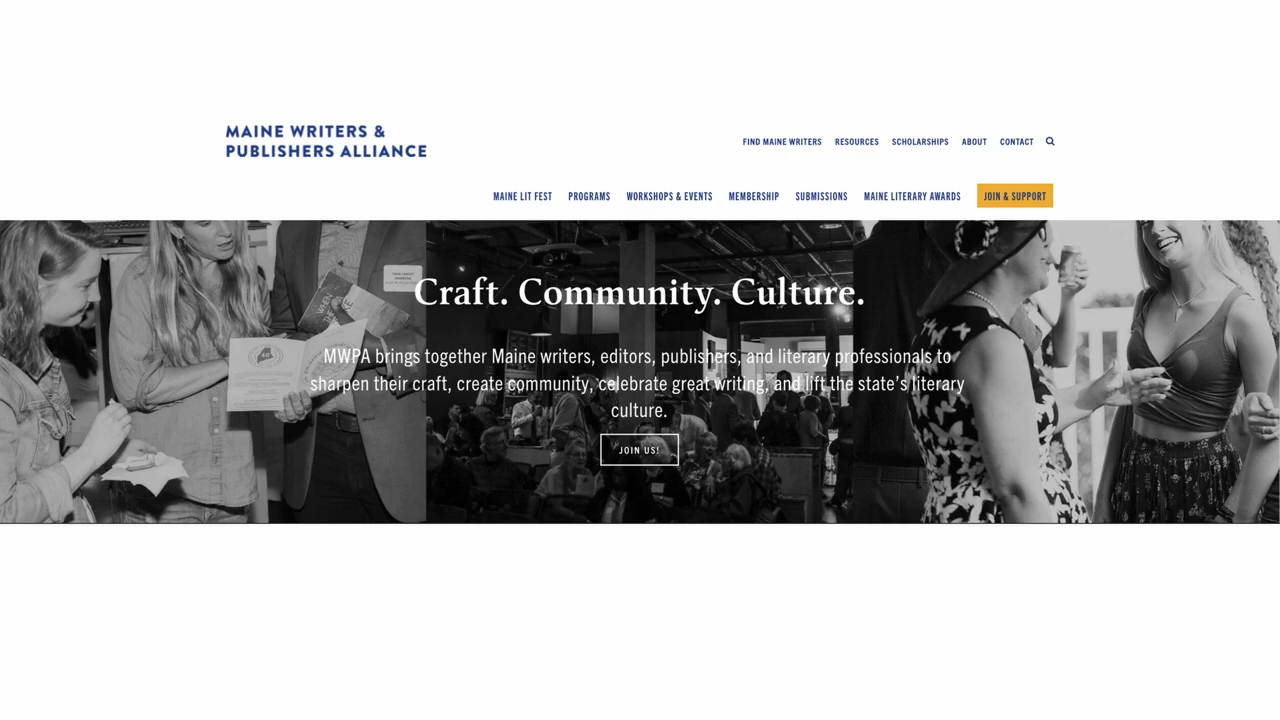 MAINE WRITERS &
PUBLISHERS ALLIANCE
FIND MAINE WRITERS RESOURCES SCHOLARSHIPS ABOUT CONTACT
MAINE LIT FEST PROGRAMS WORKSHOPS & EVENTS MEMBERSHIP SUBMISSIONS MAINE LITERARY AWARDS JOIN & SUPPORT
Craft. Community. Culture.
MWPA brings together Maine writers, editors, publishers, and literary professionals to
sharpen their craft, create community, celebrate great writing, and lift the state’s literary
culture.
JOIN US!